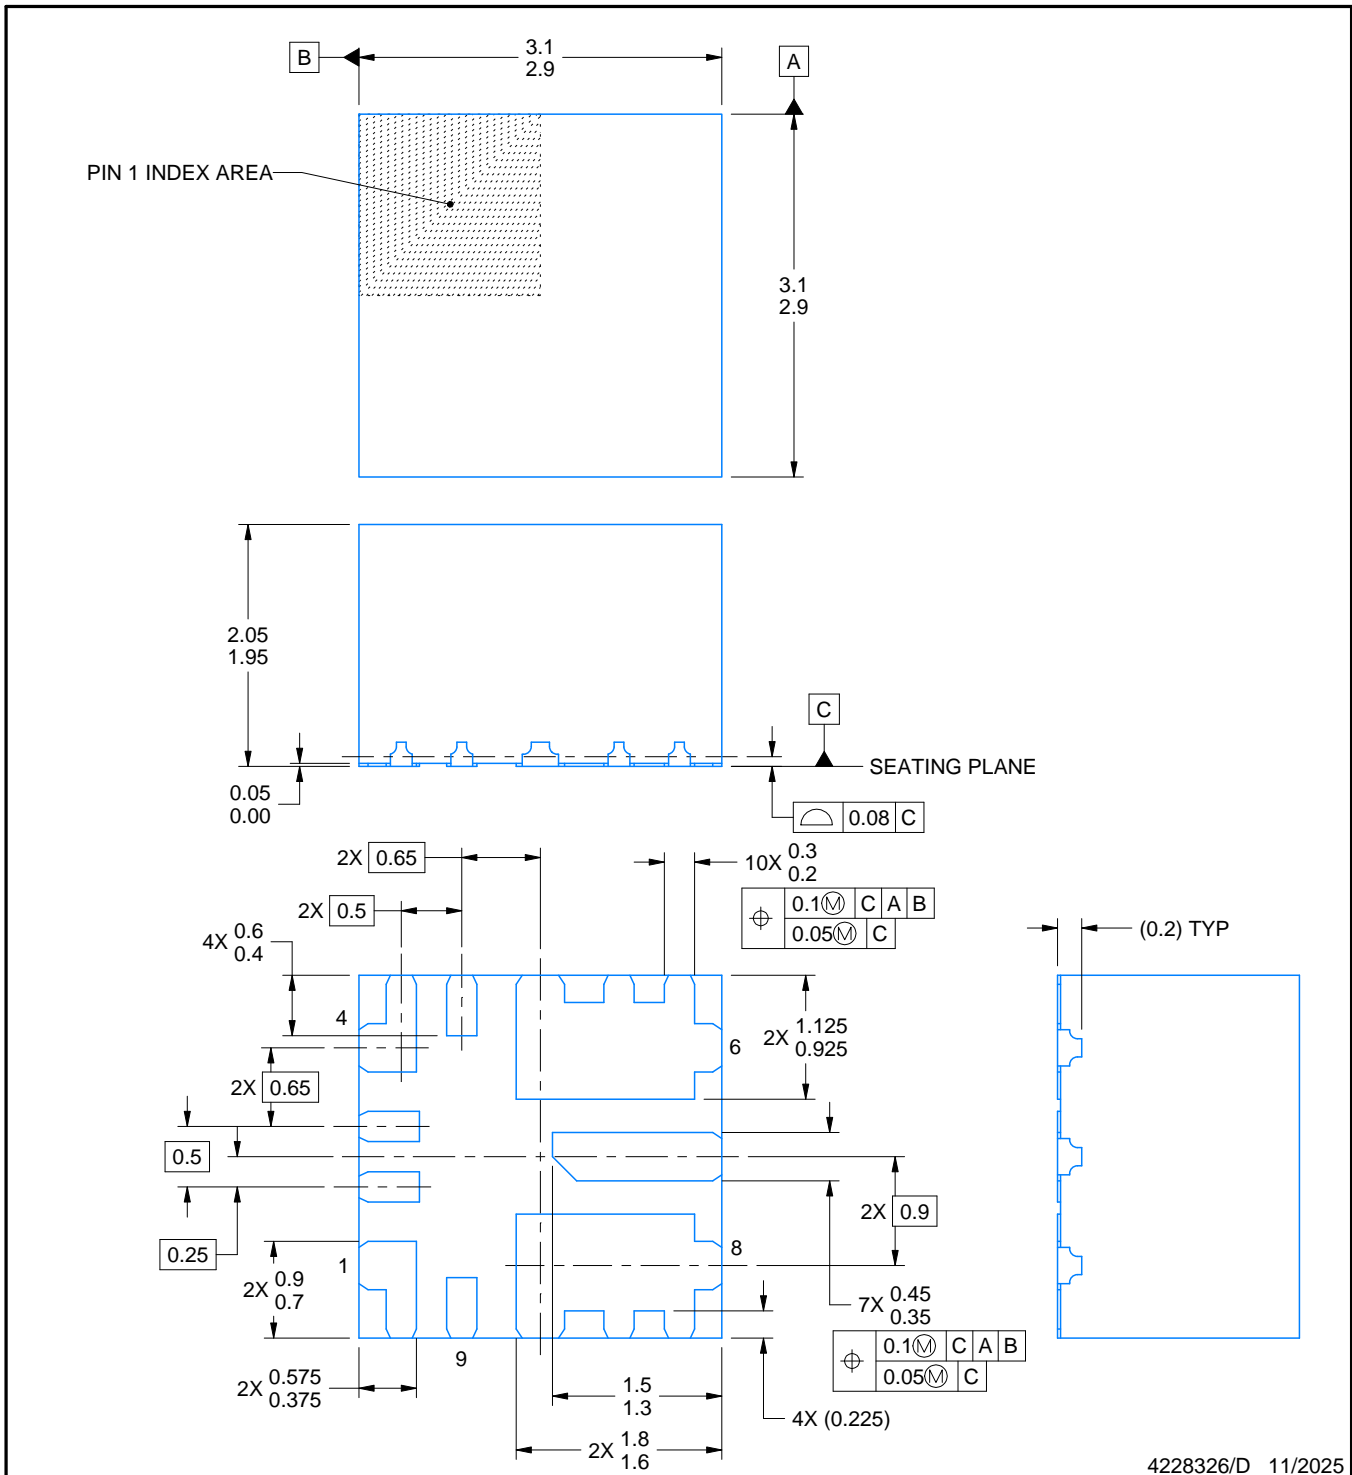 B
3.1
2.9
A
PIN 1 INDEX AREA
3.1
2.9
2.05
1.95
C
SEATING PLANE
0.05
0.00
0.08 C
2X 0.65
10X 0.3
0.2
0.1Ⓜ C A B
0.05Ⓜ C
2X 0.5
4X 0.6
0.4
(0.2) TYP
4
6
2X 1.125
0.925
2X 0.65
0.5
2X 0.9
0.25
1
8
2X 0.9
0.7
7X 0.45
0.35
0.1Ⓜ C A B
0.05Ⓜ C
9
2X 0.575
0.375
1.5
1.3
4X (0.225)
2X 1.8
1.6
4228326/D 11/2025